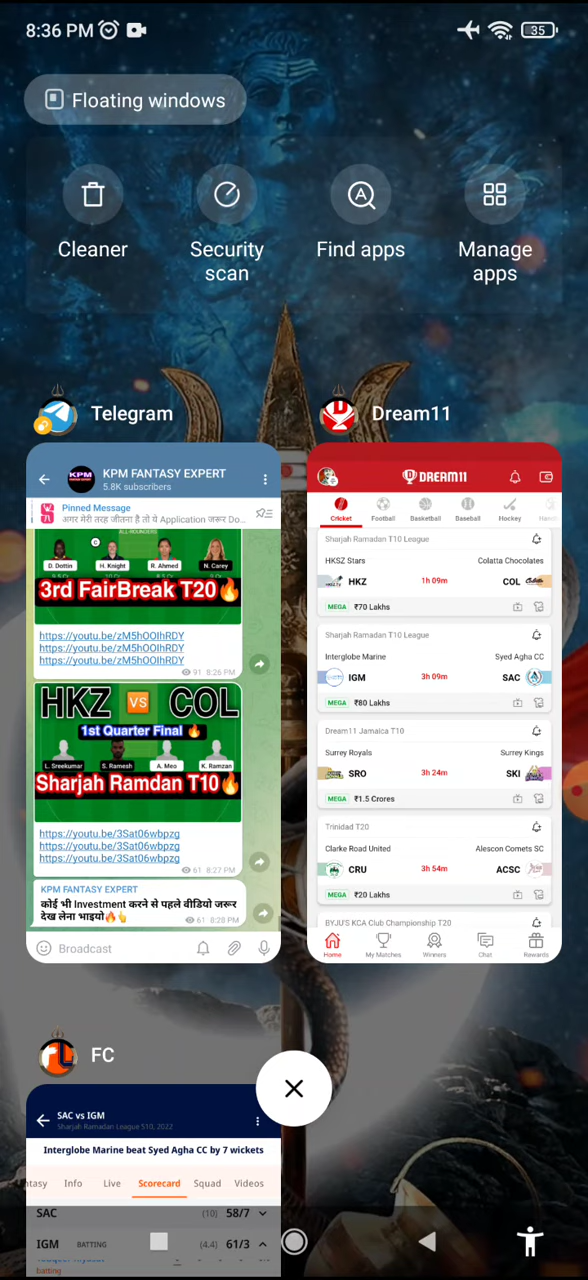 8:36 PM
35
Floating windows
Cleaner
Security scan
Find apps
Manage apps
Telegram
KPM
KPM FANTASY EXPERT
5.8K subscribers
Pinned Message
अगर मेरी तरह जीतना है तो ये Application जरूर Do...
ALL-ROUNDERS
C
D. Dottin
H. Knight
R. Ahmed
N. Carey
3rd FairBreak T20🔥
https://youtu.be/zM5hOOIhRDY
https://youtu.be/zM5hOOIhRDY
https://youtu.be/zM5hOOIhRDY
91 8:26 PM
HKZ VS COL
1st Quarter Final 🔥
L. Sreekumar
S. Ramesh
A. Meo
K. Ramzan
Sharjah Ramdan T10🔥
https://youtu.be/3Sat06wbpzg
https://youtu.be/3Sat06wbpzg
https://youtu.be/3Sat06wbpzg
61 8:27 PM
KPM FANTASY EXPERT
कोई भी Investment करने से पहले वीडियो जरूर
देख लेना भाइयो🔥👆
61 8:28 PM
Broadcast
Dream11
DREAM11
Cricket
Football
Basketball
Baseball
Hockey
Sharjah Ramadan T10 League
HKSZ Stars
Colatta Chocolates
HKZ
1h 09m
COL
MEGA ₹70 Lakhs
Sharjah Ramadan T10 League
Interglobe Marine
Syed Agha CC
IGM
3h 09m
SAC
MEGA ₹80 Lakhs
Dream11 Jamaica T10
Surrey Royals
Surrey Kings
SRO
3h 24m
SKI
MEGA ₹1.5 Crores
Trinidad T20
Clarke Road United
Alescon Comets SC
CRU
3h 54m
ACSC
MEGA ₹20 Lakhs
BYJU'S KCA Club Championship T20
Home
My Matches
Winners
Chat
Rewards
FC
SAC vs IGM
Sharjah Ramadan League S10, 2022
Interglobe Marine beat Syed Agha CC by 7 wickets
ntasy
Info
Live
Scorecard
Squad
Videos
SAC
(10) 58/7
IGM BATTING
(4.4) 61/3
batting